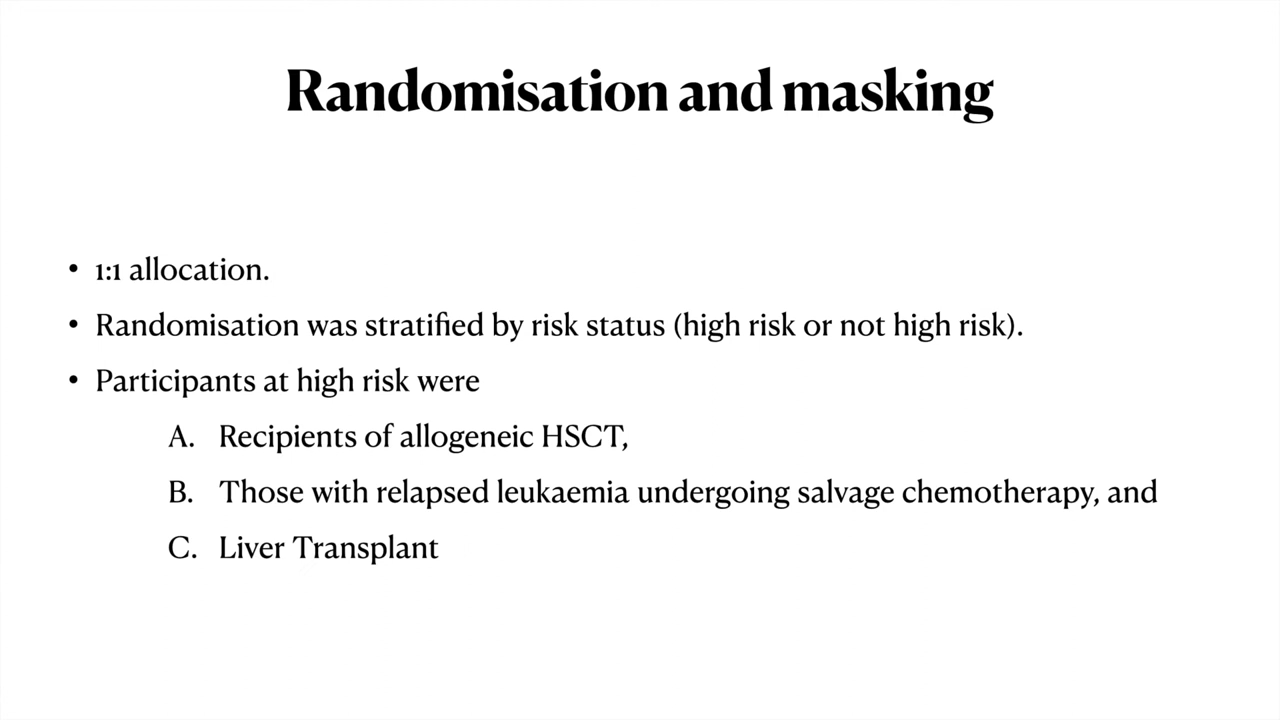 Randomisation and masking
• 1:1 allocation.
• Randomisation was stratified by risk status (high risk or not high risk).
• Participants at high risk were
A. Recipients of allogeneic HSCT,
B. Those with relapsed leukaemia undergoing salvage chemotherapy, and
C. Liver Transplant